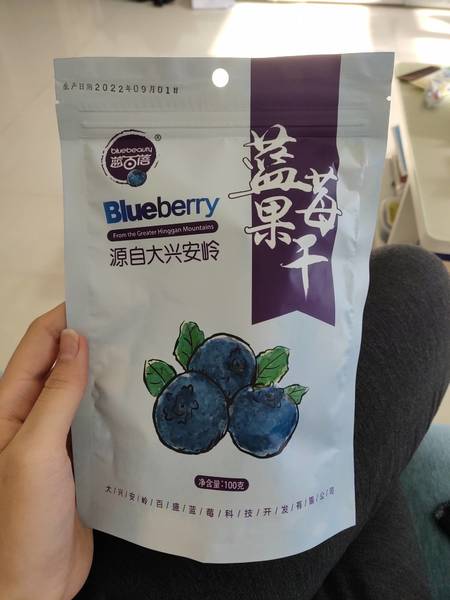 生产日期2022年09月01日
bluebeauty
蓝百蓓
®
Blueberry
From the Greater Hinggan Mountains
源自大兴安岭
蓝莓
果干
净含量:100克
大/兴/安/岭/百/盛/蓝/莓/科/技/开/发/有/限/公/司